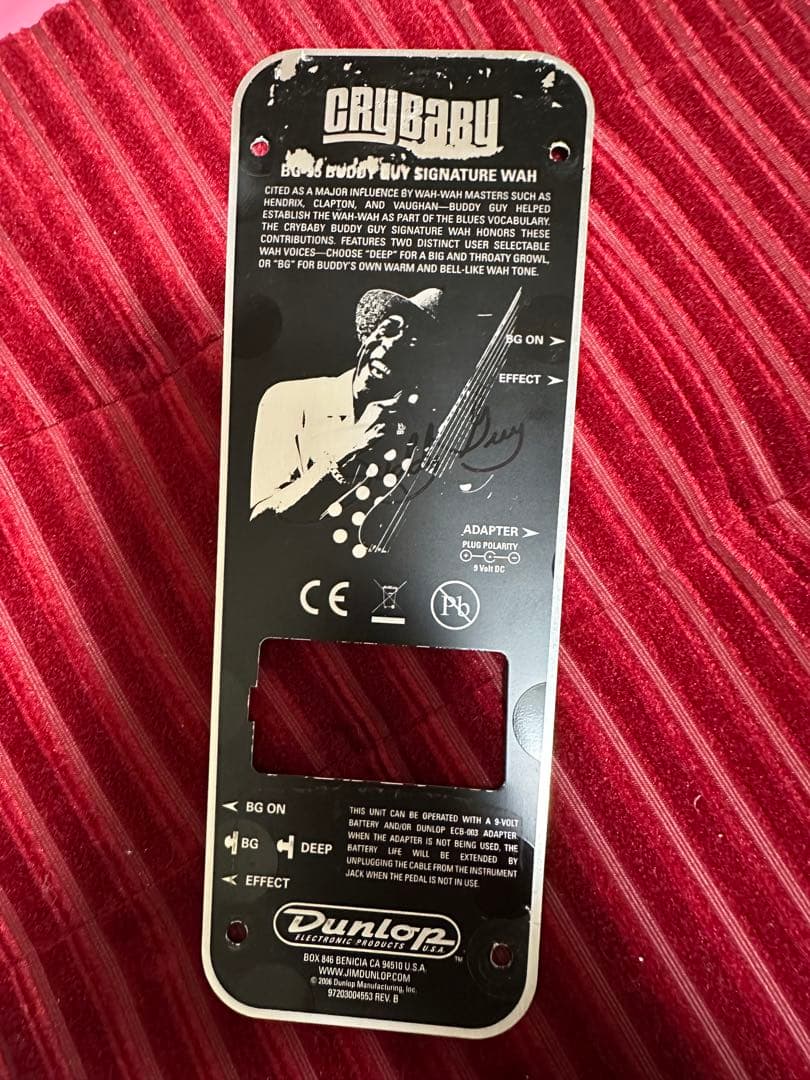 CRYBABY
BG-95 BUDDY GUY SIGNATURE WAH
CITED AS A MAJOR INFLUENCE BY WAH-WAH MASTERS SUCH AS
HENDRIX, CLAPTON, AND VAUGHAN—BUDDY GUY HELPED
ESTABLISH THE WAH-WAH AS PART OF THE BLUES VOCABULARY.
THE CRYBABY BUDDY GUY SIGNATURE WAH HONORS THESE
CONTRIBUTIONS. FEATURES TWO DISTINCT USER SELECTABLE
WAH VOICES—CHOOSE "DEEP" FOR A BIG AND THROATY GROWL,
OR "BG" FOR BUDDY'S OWN WARM AND BELL-LIKE WAH TONE.
BG ON
EFFECT
Buddy Guy
ADAPTER
PLUG POLARITY
9 Volt DC
CE
Pb
BG ON
BG DEEP
EFFECT
THIS UNIT CAN BE OPERATED WITH A 9-VOLT
BATTERY AND/OR DUNLOP ECB-003 ADAPTER
WHEN THE ADAPTER IS NOT BEING USED, THE
BATTERY LIFE WILL BE EXTENDED BY
UNPLUGGING THE CABLE FROM THE INSTRUMENT
JACK WHEN THE PEDAL IS NOT IN USE.
Dunlop
ELECTRONIC PRODUCTS U.S.A.
TM
BOX 846 BENICIA CA 94510 U.S.A.
WWW.JIMDUNLOP.COM
© 2006 Dunlop Manufacturing, Inc.
97203004553 REV. B